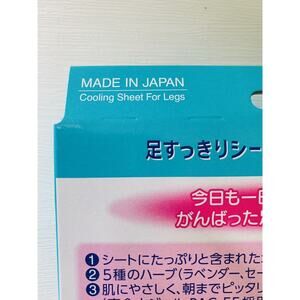 MADE IN JAPAN
Cooling Sheet For Legs
足すっきりシー
今日も一日
がんばった
❶シートにたっぷりと含まれた
❷5種のハーブ(ラベンダー、セー
❸肌にやさしく、朝までピッタリ